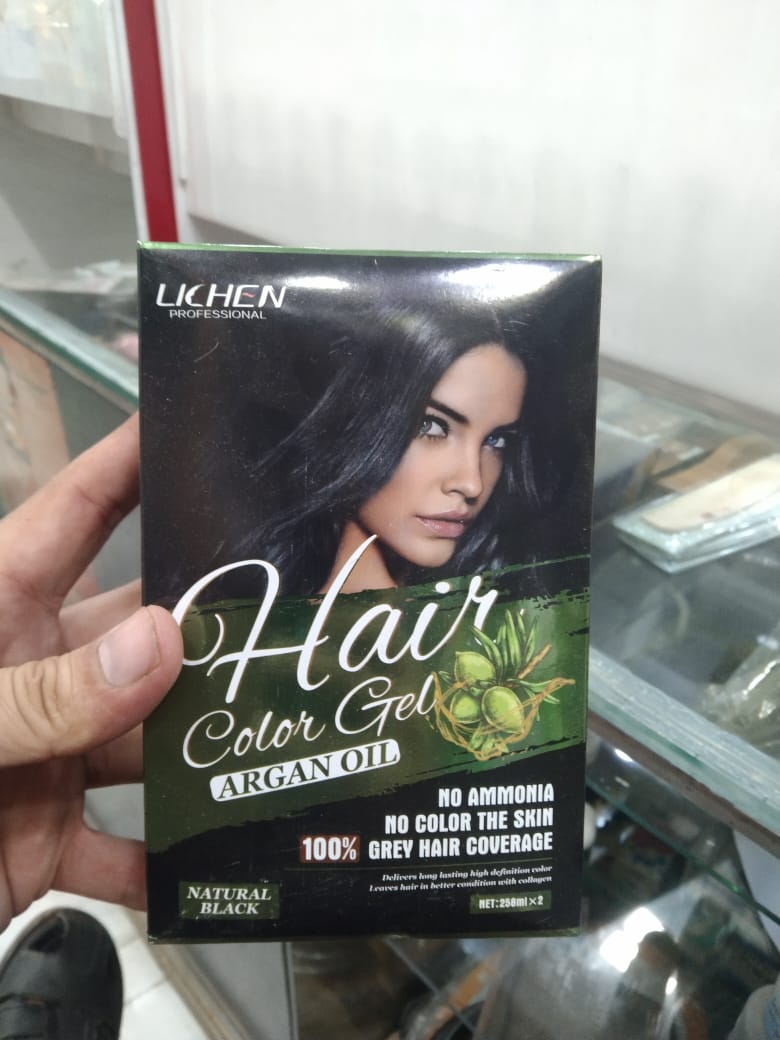 LICHEN
PROFESSIONAL
Hair
Color Gel
ARGAN OIL
NO AMMONIA
NO COLOR THE SKIN
100% GREY HAIR COVERAGE
Delivers long lasting high definition color
Leaves hair in better condition with collagen
NATURAL
BLACK
NET:258ml×2